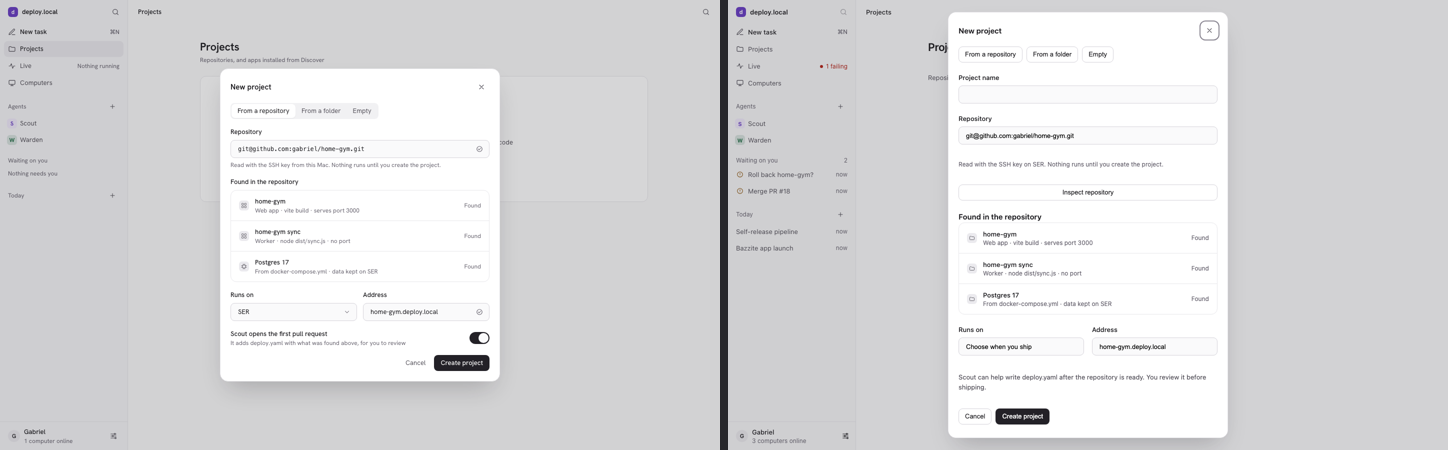 d deploy.local
New task ⌘N
Projects
Live Nothing running
Computers
Agents
S Scout
W Warden
Waiting on you
Nothing needs you
Today
G Gabriel
1 computer online
Projects
Projects
Repositories, and apps installed from Discover
code
New project
From a repository From a folder Empty
Repository
git@github.com:gabriel/home-gym.git
Read with the SSH key from this Mac. Nothing runs until you create the project.
Found in the repository
home-gym
Web app · vite build · serves port 3000
Found
home-gym sync
Worker · node dist/sync.js · no port
Found
Postgres 17
From docker-compose.yml · data kept on SER
Found
Runs on Address
SER home-gym.deploy.local
Scout opens the first pull request
It adds deploy.yaml with what was found above, for you to review
Cancel Create project
d deploy.local
New task ⌘N
Projects
Live 1 failing
Computers
Agents
S Scout
W Warden
Waiting on you 2
Roll back home-gym? now
Merge PR #18 now
Today
Self-release pipeline now
Bazzite app launch now
G Gabriel
3 computers online
Projects
Proj
Reposi
New project
From a repository From a folder Empty
Project name
Repository
git@github.com:gabriel/home-gym.git
Read with the SSH key on SER. Nothing runs until you create the project.
Inspect repository
Found in the repository
home-gym
Web app · vite build · serves port 3000
Found
home-gym sync
Worker · node dist/sync.js · no port
Found
Postgres 17
From docker-compose.yml · data kept on SER
Found
Runs on Address
Choose when you ship home-gym.deploy.local
Scout can help write deploy.yaml after the repository is ready. You review it before
shipping.
Cancel Create project